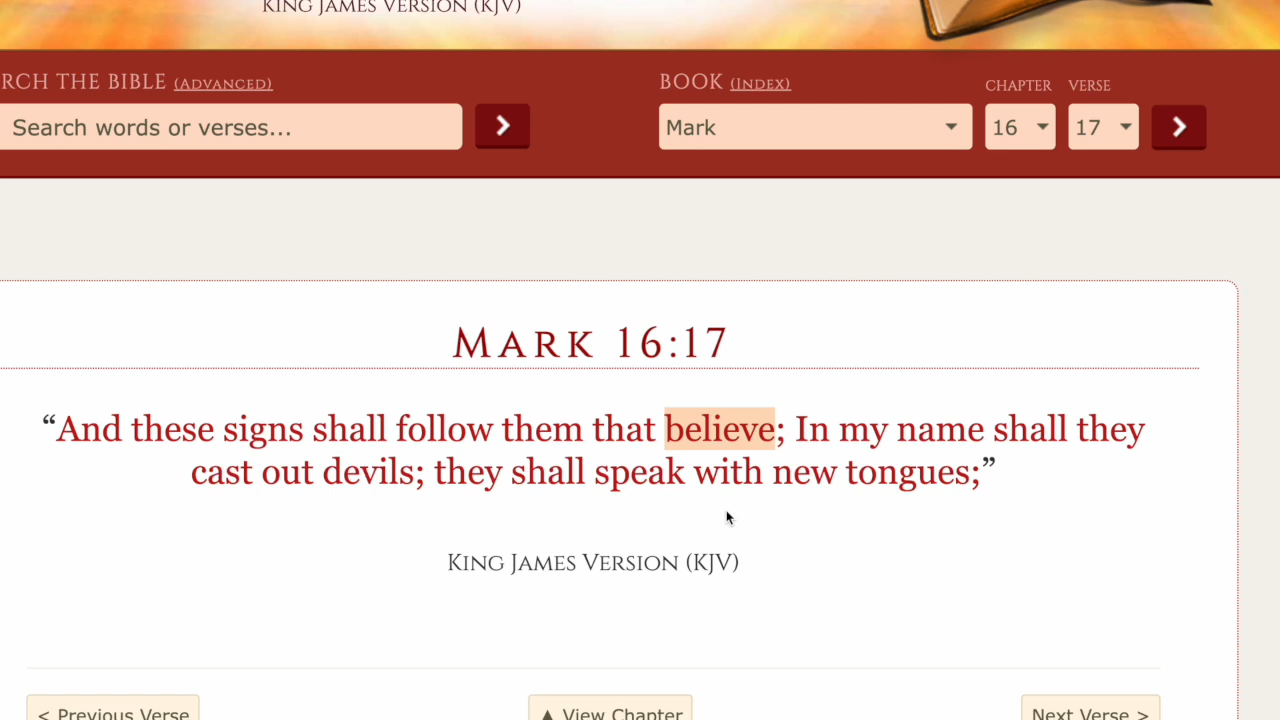 KING JAMES VERSION (KJV)
RCH THE BIBLE (ADVANCED)
BOOK (INDEX)
CHAPTER VERSE
Search words or verses...
Mark
16
17
MARK 16:17
“And these signs shall follow them that believe; In my name shall they
cast out devils; they shall speak with new tongues;”
KING JAMES VERSION (KJV)
< Previous Verse
▲ View Chapter
Next Verse >